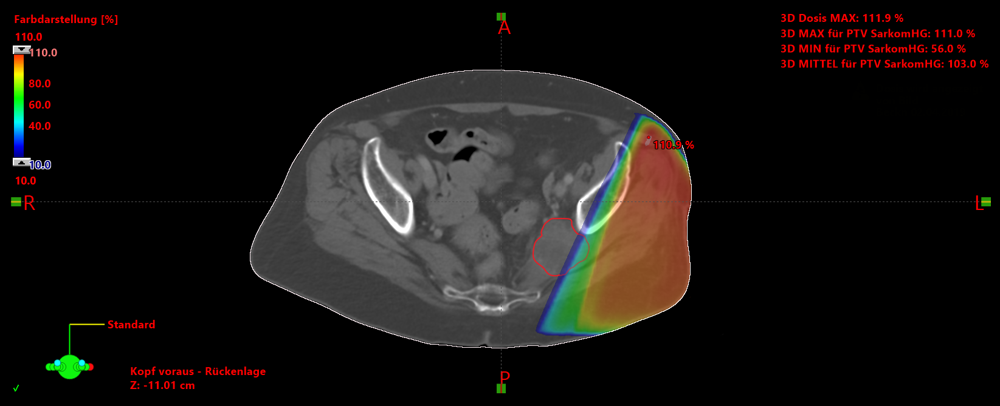 Farbdarstellung [%]
110.0
110.0
80.0
60.0
40.0
10.0
10.0
A
3D Dosis MAX: 111.9 %
3D MAX für PTV SarkomHG: 111.0 %
3D MIN für PTV SarkomHG: 56.0 %
3D MITTEL für PTV SarkomHG: 103.0 %
110.9 %
R
L
Standard
Kopf voraus - Rückenlage
Z: -11.01 cm
P